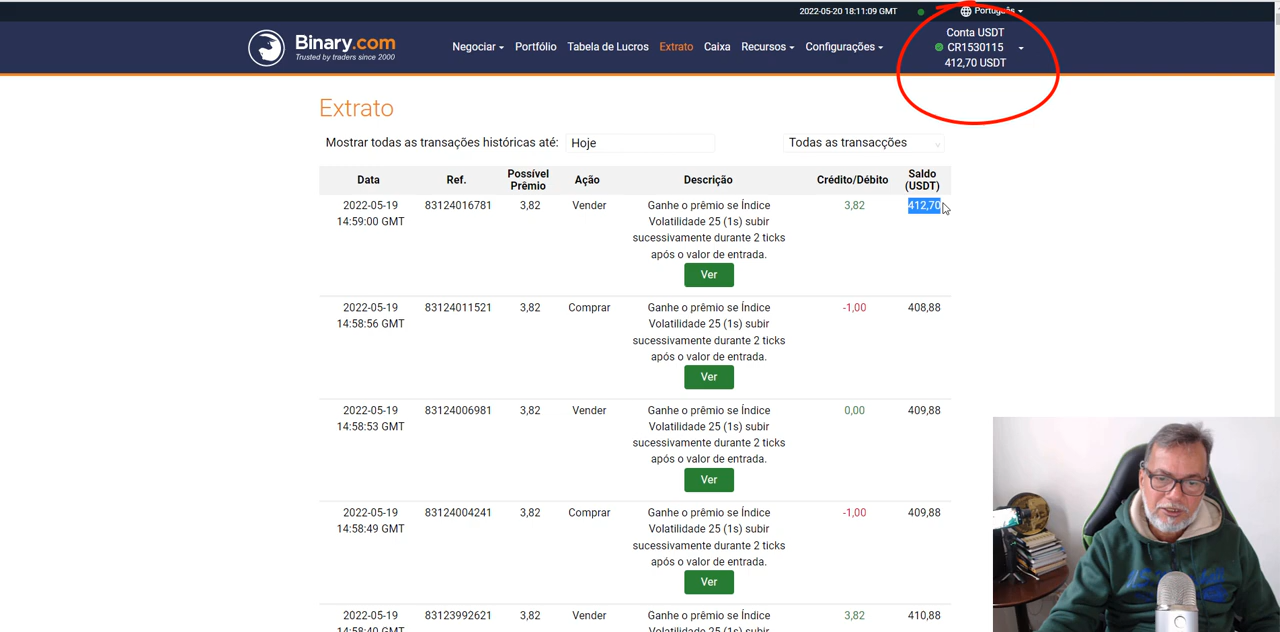 2022-05-20 18:11:09 GMT
Português
Binary.com
Trusted by traders since 2000
Negociar Portfólio Tabela de Lucros Extrato Caixa Recursos Configurações
Conta USDT
CR1530115
412,70 USDT
Extrato
Mostrar todas as transações históricas até: Hoje Todas as transacções
Data Ref. Possível Prêmio Ação Descrição Crédito/Débito Saldo (USDT)
2022-05-19 83124016781 3,82 Vender Ganhe o prêmio se Índice 3,82 412,70
14:59:00 GMT Volatilidade 25 (1s) subir
sucessivamente durante 2 ticks
após o valor de entrada.
Ver
2022-05-19 83124011521 3,82 Comprar Ganhe o prêmio se Índice -1,00 408,88
14:58:56 GMT Volatilidade 25 (1s) subir
sucessivamente durante 2 ticks
após o valor de entrada.
Ver
2022-05-19 83124006981 3,82 Vender Ganhe o prêmio se Índice 0,00 409,88
14:58:53 GMT Volatilidade 25 (1s) subir
sucessivamente durante 2 ticks
após o valor de entrada.
Ver
2022-05-19 83124004241 3,82 Comprar Ganhe o prêmio se Índice -1,00 409,88
14:58:49 GMT Volatilidade 25 (1s) subir
sucessivamente durante 2 ticks
após o valor de entrada.
Ver
2022-05-19 83123992621 3,82 Vender Ganhe o prêmio se Índice 3,82 410,88
14:58:40 GMT Volatilidade 25 (1s) subir